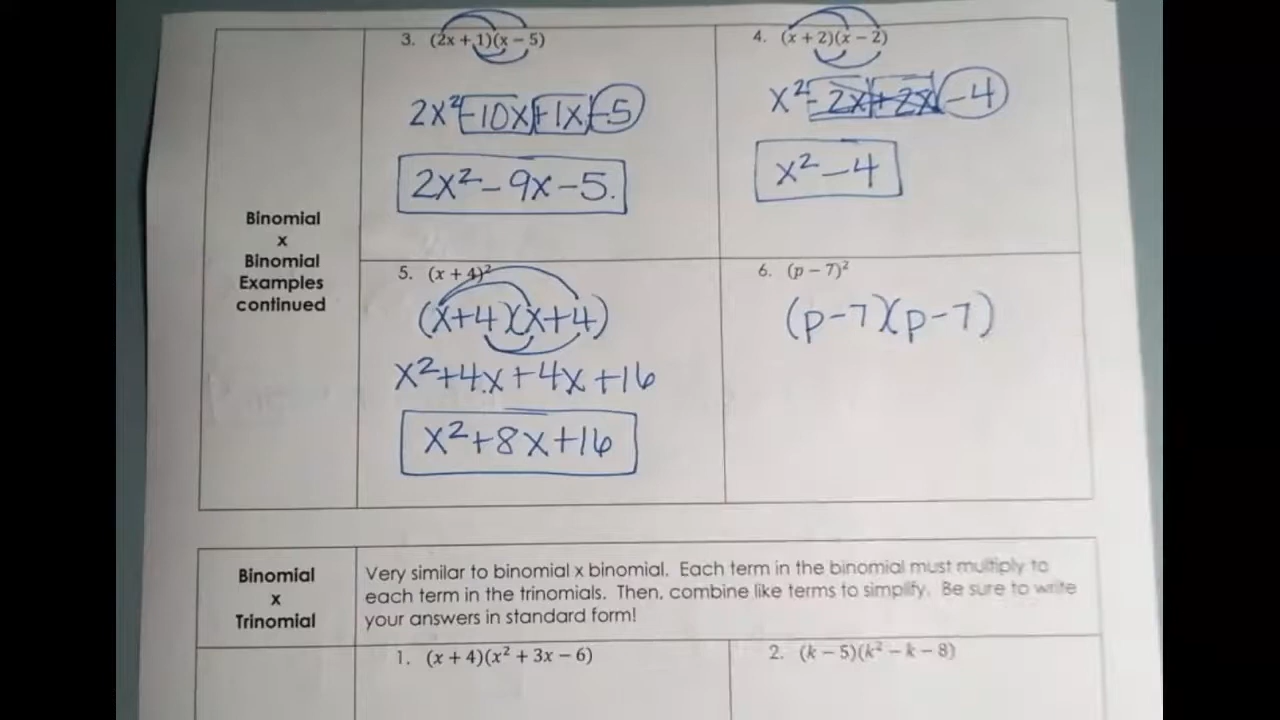 Binomial
x
Binomial
Examples
continued
3. (2x + 1)(x − 5)
2x² −10x +1x −5
2x² − 9x − 5.
4. (x + 2)(x − 2)
x² − 2x + 2x − 4
x² − 4
5. (x + 4)²
(x+4)(x+4)
x² + 4x + 4x + 16
x² + 8x + 16
6. (p − 7)²
(p − 7)(p − 7)
Binomial
x
Trinomial
Very similar to binomial x binomial. Each term in the binomial must multiply to
each term in the trinomials. Then, combine like terms to simplify. Be sure to write
your answers in standard form!
1. (x + 4)(x² + 3x − 6)
2. (k − 5)(k² − k − 8)